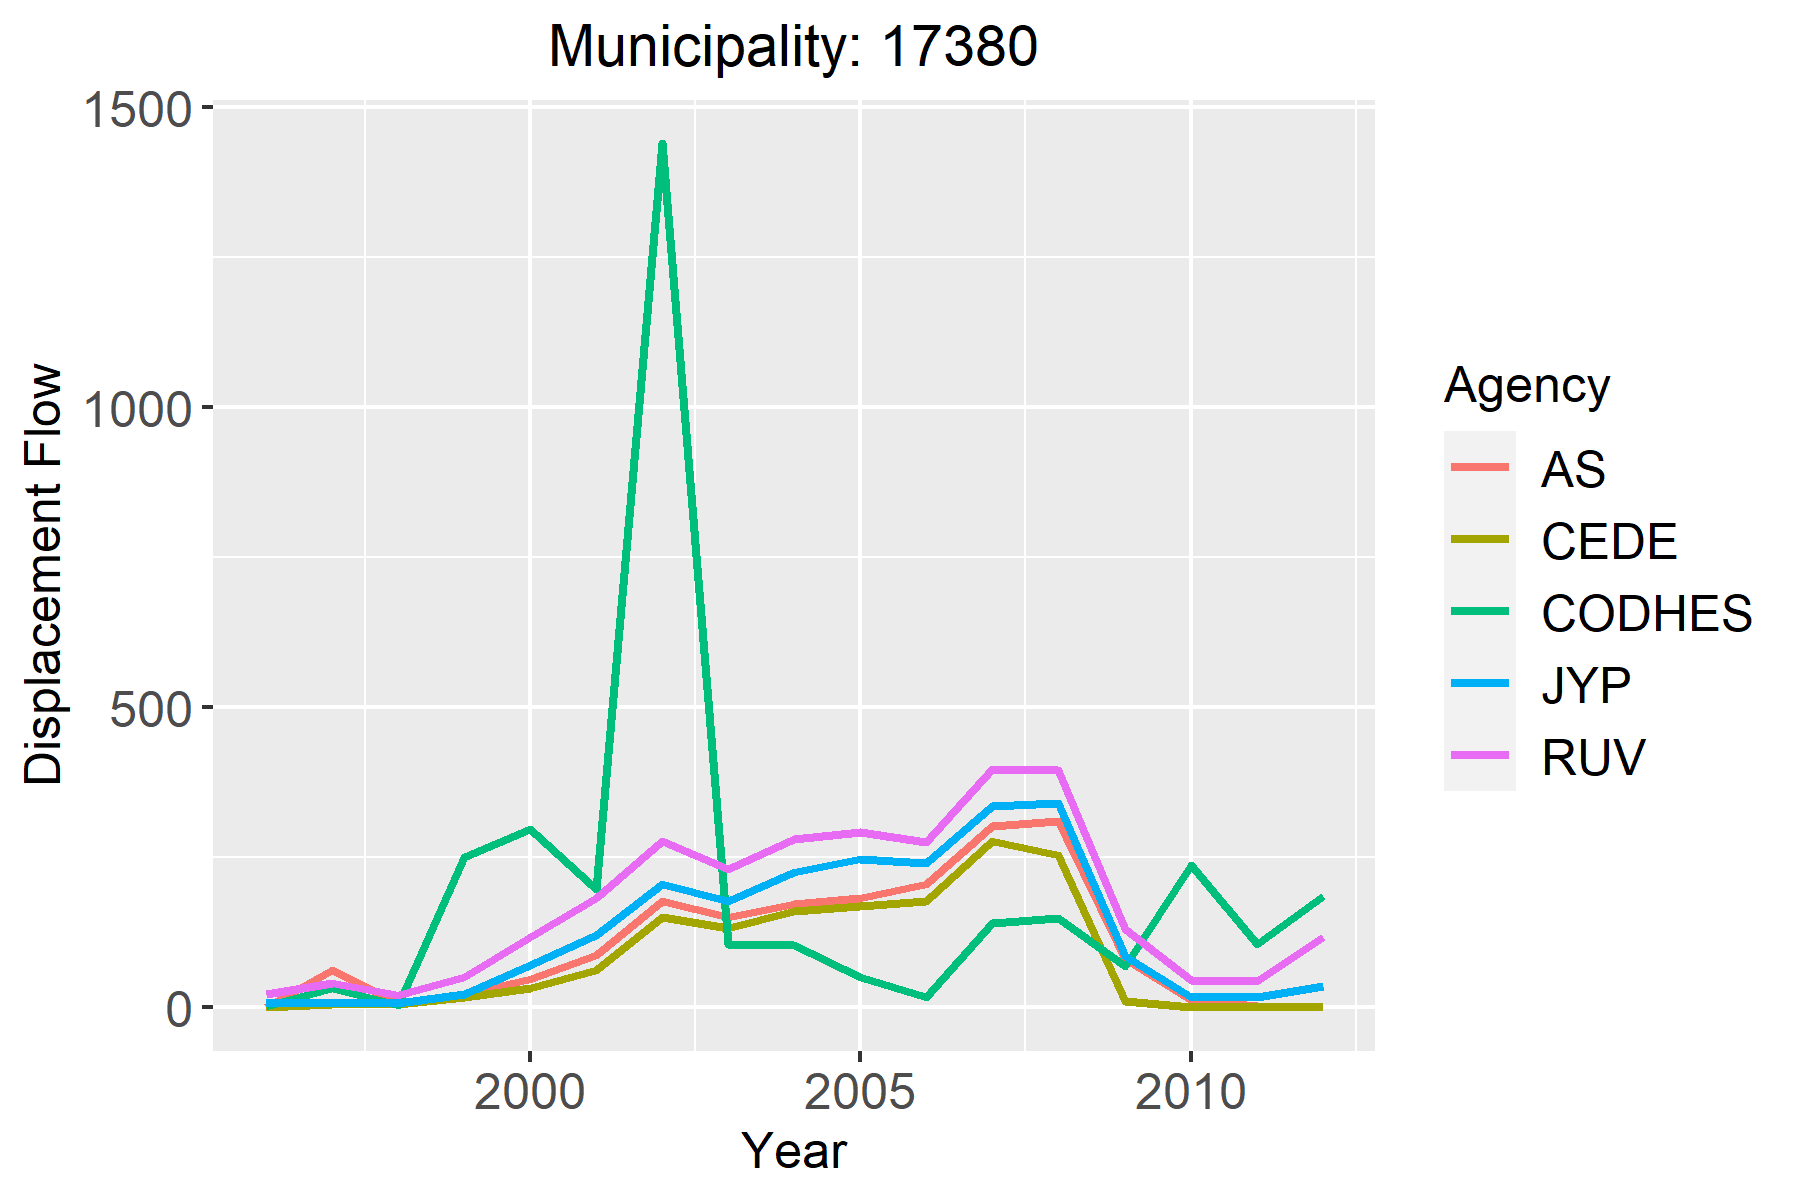 Municipality: 17380
1500
1000
500
0
Displacement Flow
2000 2005 2010
Year
Agency
AS
CEDE
CODHES
JYP
RUV